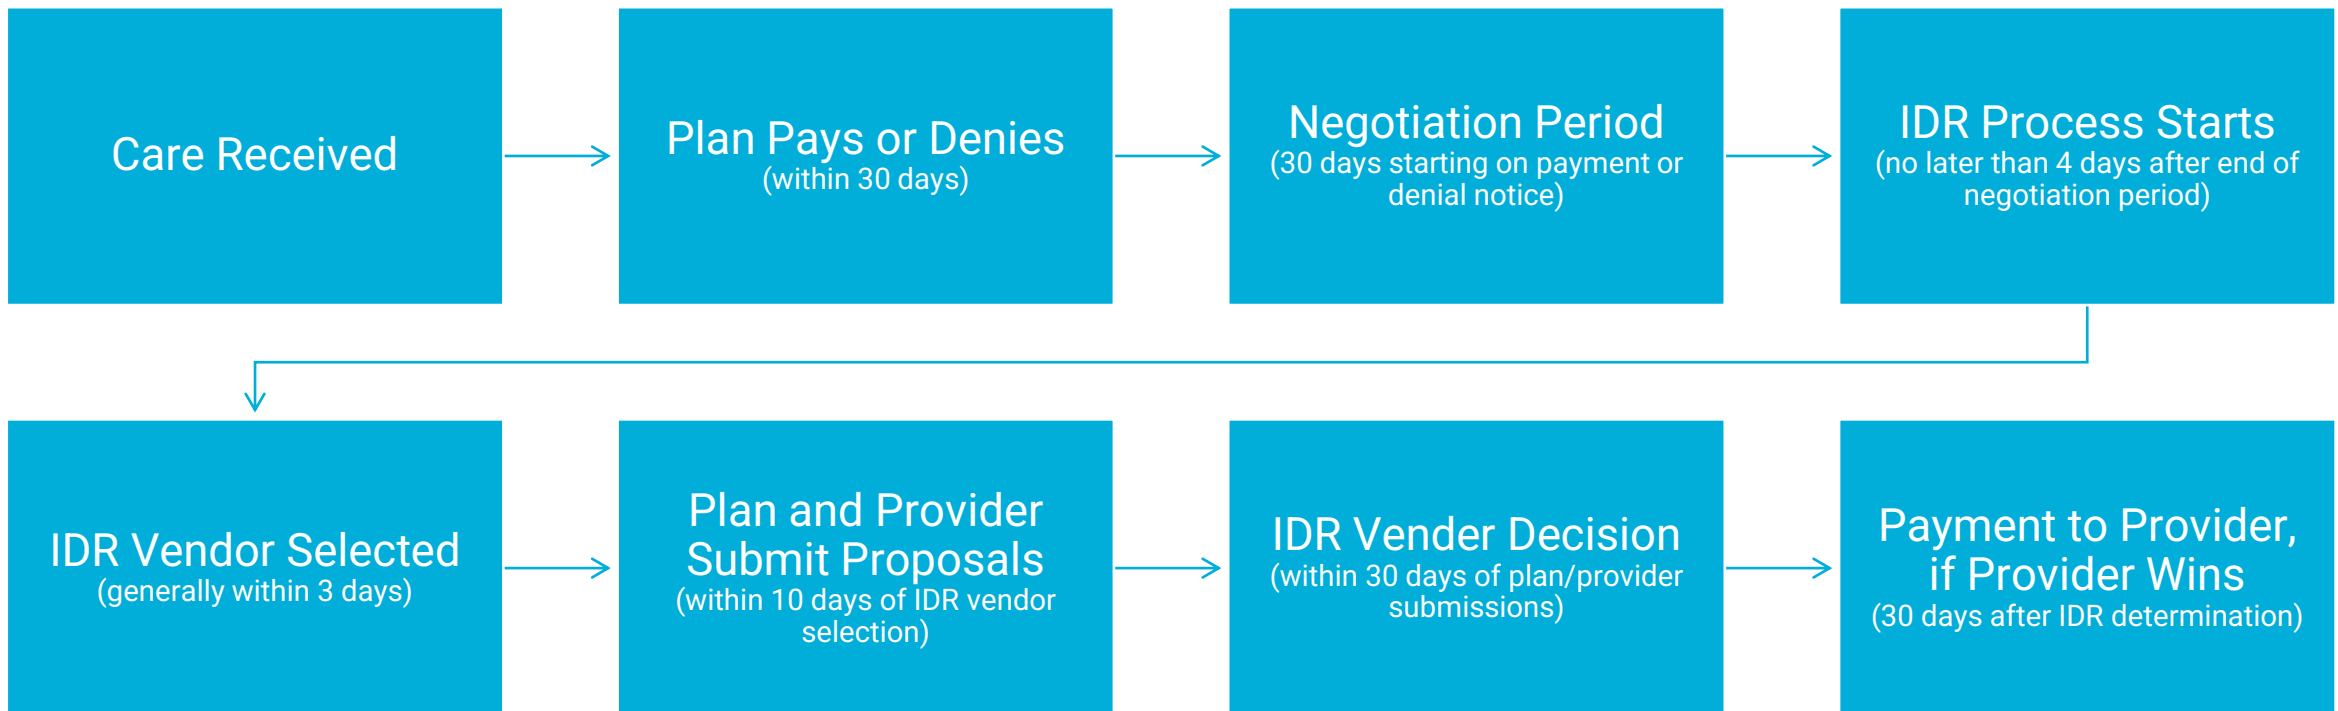 Care Received
Plan Pays or Denies
(within 30 days)
Negotiation Period
(30 days starting on payment or
denial notice)
IDR Process Starts
(no later than 4 days after end of
negotiation period)
IDR Vendor Selected
(generally within 3 days)
Plan and Provider
Submit Proposals
(within 10 days of IDR vendor
selection)
IDR Vender Decision
(within 30 days of plan/provider
submissions)
Payment to Provider,
if Provider Wins
(30 days after IDR determination)